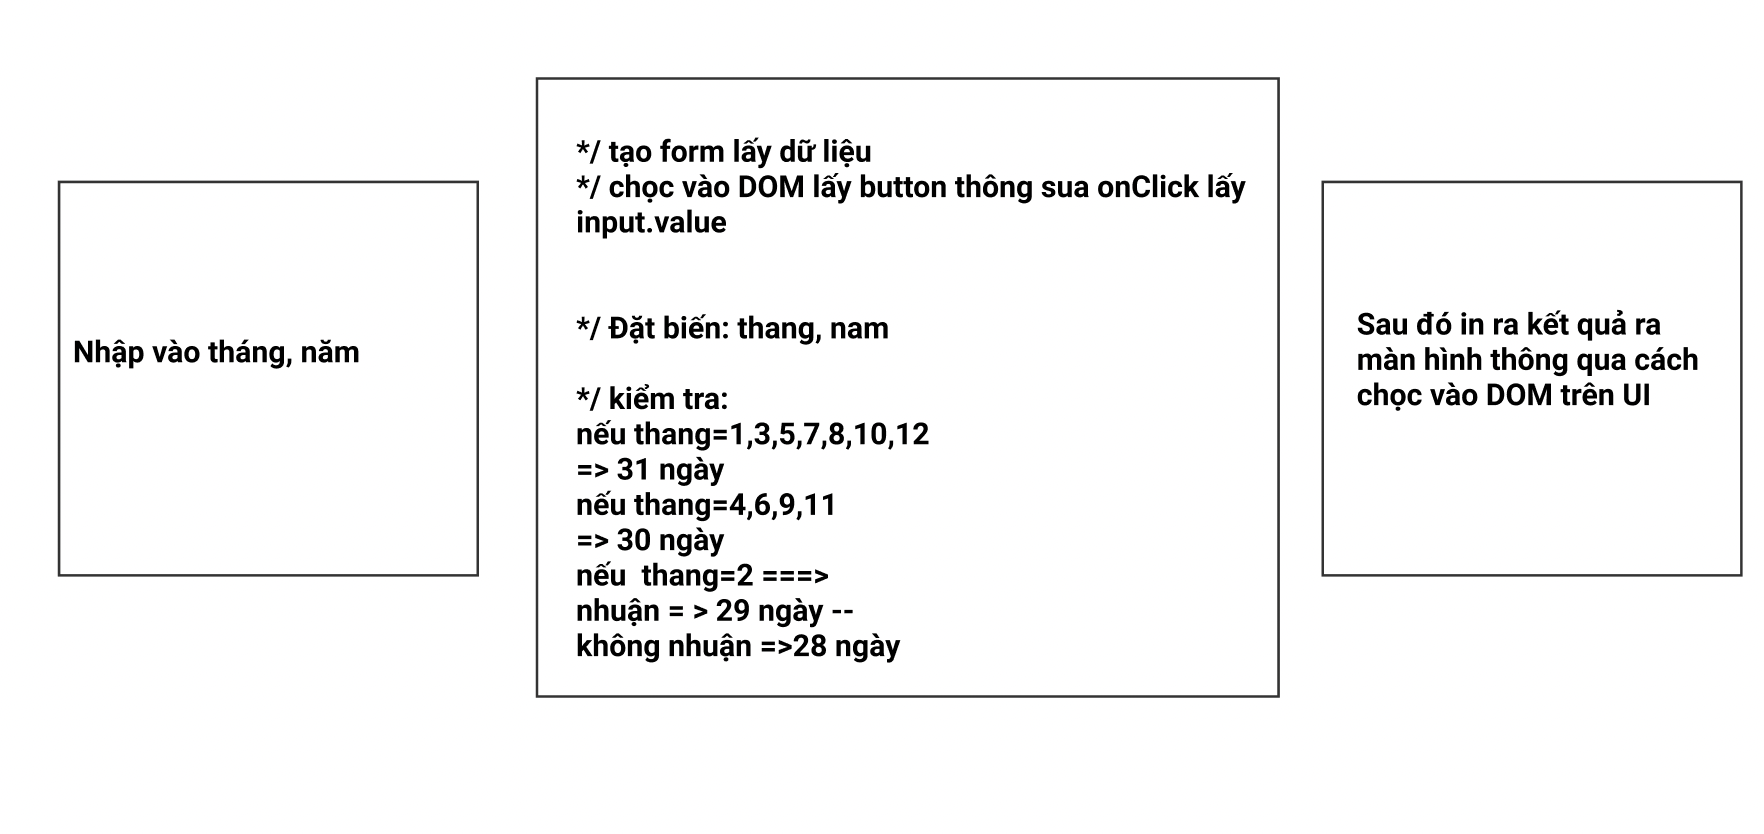 Nhập vào tháng, năm
*/ tạo form lấy dữ liệu
*/ chọc vào DOM lấy button thông sua onClick lấy
input.value
*/ Đặt biến: thang, nam
*/ kiểm tra:
nếu thang=1,3,5,7,8,10,12
=> 31 ngày
nếu thang=4,6,9,11
=> 30 ngày
nếu  thang=2 ===>
nhuận = > 29 ngày --
không nhuận =>28 ngày
Sau đó in ra kết quả ra
màn hình thông qua cách
chọc vào DOM trên UI